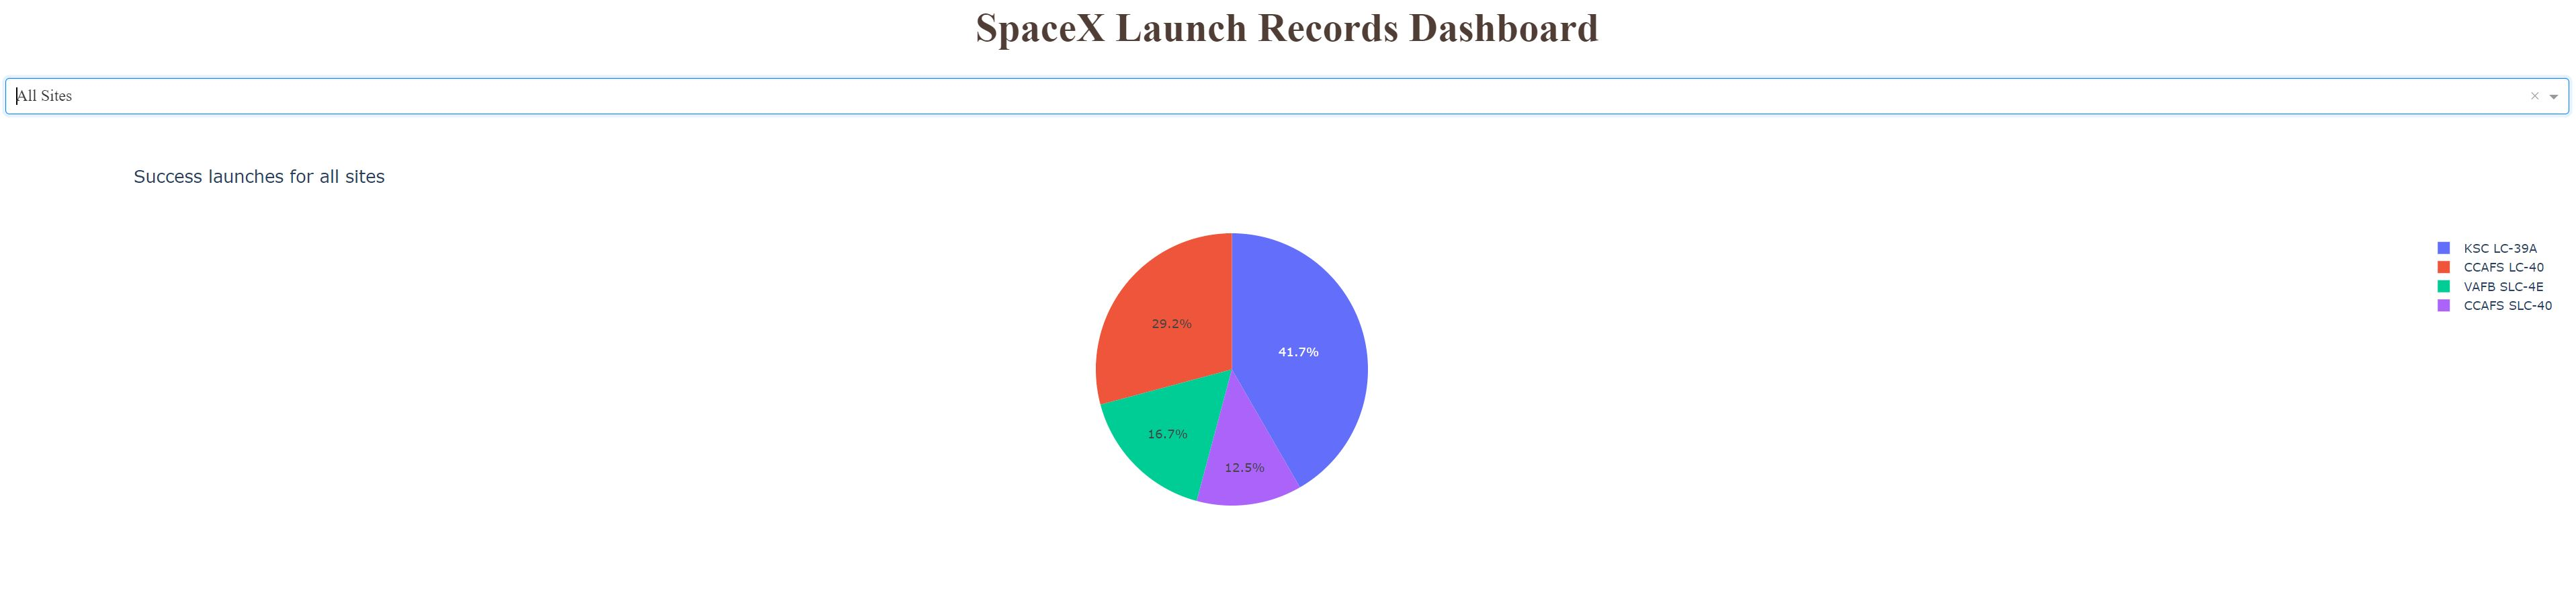 SpaceX Launch Records Dashboard
All Sites
Success launches for all sites
KSC LC-39A
CCAFS LC-40
VAFB SLC-4E
CCAFS SLC-40
29.2%
41.7%
16.7%
12.5%